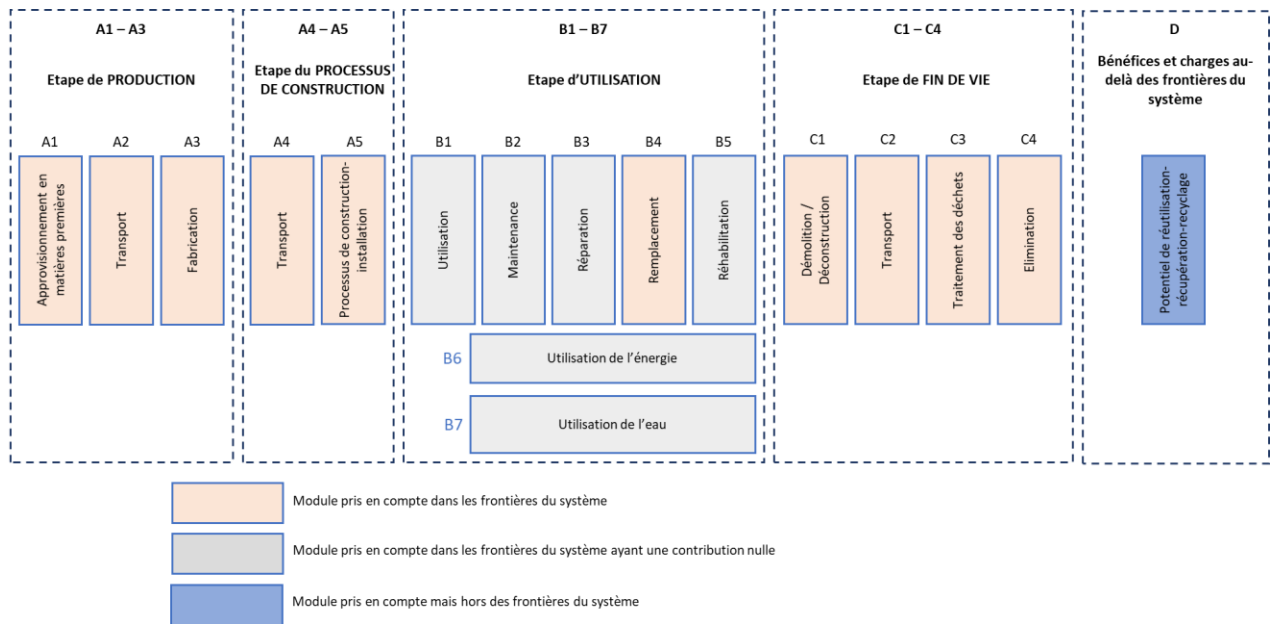 A1 – A3
Etape de PRODUCTION
A1
A2
A3
Approvisionnement en
matières premières
Transport
Fabrication
A4 – A5
Etape du PROCESSUS
DE CONSTRUCTION
A4
A5
Transport
Processus de construction-
installation
B1 – B7
Etape d’UTILISATION
B1
B2
B3
B4
B5
Utilisation
Maintenance
Réparation
Remplacement
Réhabilitation
B6
Utilisation de l’énergie
B7
Utilisation de l’eau
C1 – C4
Etape de FIN DE VIE
C1
C2
C3
C4
Démolition /
Déconstruction
Transport
Traitement des déchets
Elimination
D
Bénéfices et charges au-
delà des frontières du
système
Potentiel de réutilisation-
récupération-recyclage
Module pris en compte dans les frontières du système
Module pris en compte dans les frontières du système ayant une contribution nulle
Module pris en compte mais hors des frontières du système